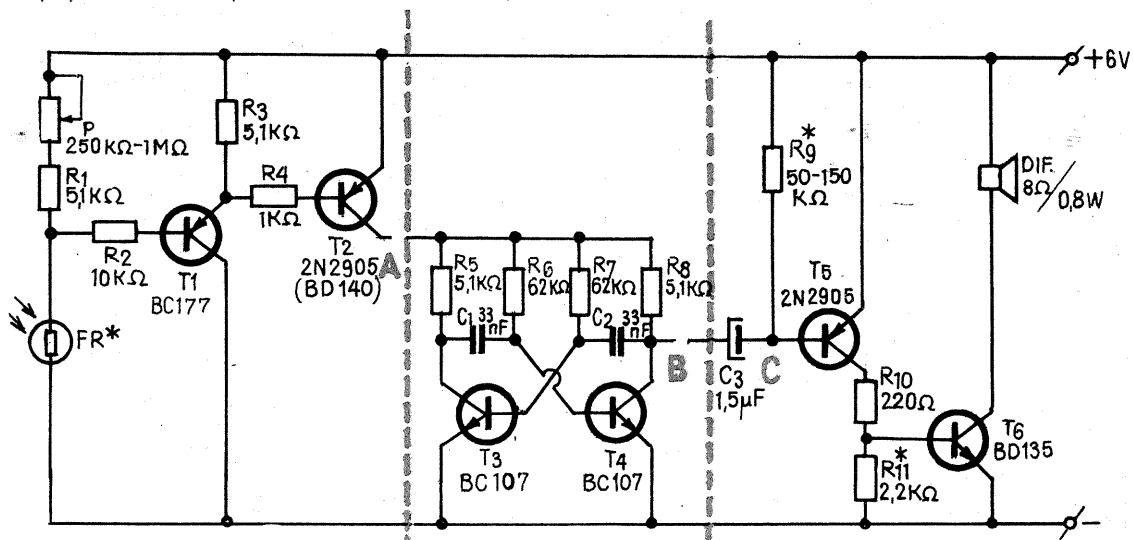 +6V
P
250KΩ-1MΩ
R1
5,1KΩ
R2
10KΩ
FR*
T1
BC177
R3
5,1KΩ
R4
1KΩ
T2
2N2905
(BD140)
A
R5
5,1KΩ
R6
62KΩ
R7
62KΩ
R8
5,1KΩ
C1 33
nF
C2 33
nF
T3
BC107
T4
BC107
B
C3
1,5µF
C
R9*
50-150
KΩ
T5
2N2905
R10
220Ω
R11*
2,2KΩ
T6
BD135
DIF.
8Ω/0,8W
-